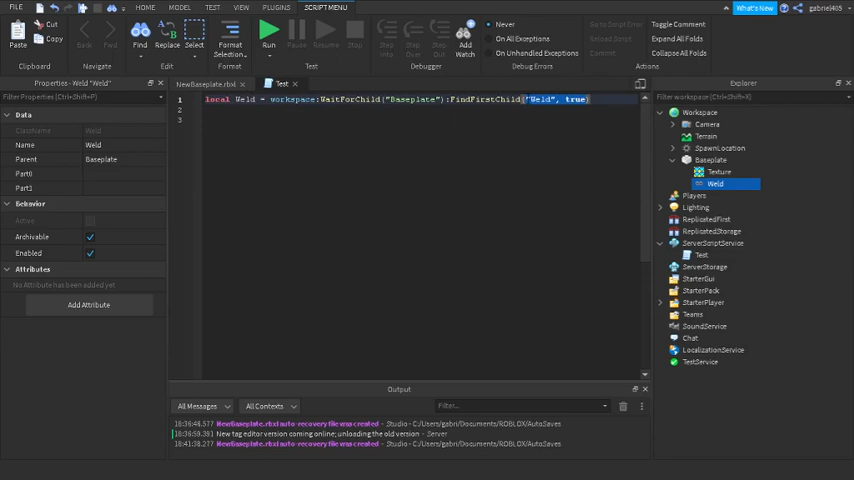 HOME MODEL TEST VIEW PLUGINS SCRIPT MENU
What's New gabriel405
Cut
Copy
Paste
Back
Forward
Find
Replace
Select
Format Selection
Run
Pause
Resume
Stop
Step Into
Step Over
Step Out
Add Watch
Never
On All Exceptions
On Unhandled Exceptions
Go to Script Error
Reload Script
Commit
Toggle Comment
Expand All Folds
Collapse All Folds
Clipboard
History
Edit
Test
Debugger
Debug Errors
Actions
Properties - Weld "Weld"
Filter Properties (Ctrl+Shift+P)
Data
ClassName Weld
Name Weld
Parent Baseplate
Part0
Part1
Behavior
Active
Archivable
Enabled
Attributes
No Attribute has been added yet
Add Attribute
NewBaseplate.rbxl
Test
1 local Weld = workspace:WaitForChild("Baseplate"):FindFirstChild("Weld", true)
2
3
Output
All Messages
All Contexts
Filter...
18:36:48.577 NewBaseplate.rbxl auto-recovery file was created - Studio - C:/Users/gabri/Documents/ROBLOX/AutoSaves
18:36:59.391 New tag editor version coming online; unloading the old version - Server
18:41:38.277 NewBaseplate.rbxl auto-recovery file was created - Studio - C:/Users/gabri/Documents/ROBLOX/AutoSaves
Explorer
Filter workspace (Ctrl+Shift+X)
Workspace
Camera
Terrain
SpawnLocation
Baseplate
Texture
Weld
Players
Lighting
ReplicatedFirst
ReplicatedStorage
ServerScriptService
Test
ServerStorage
StarterGui
StarterPack
StarterPlayer
Teams
SoundService
Chat
LocalizationService
TestService